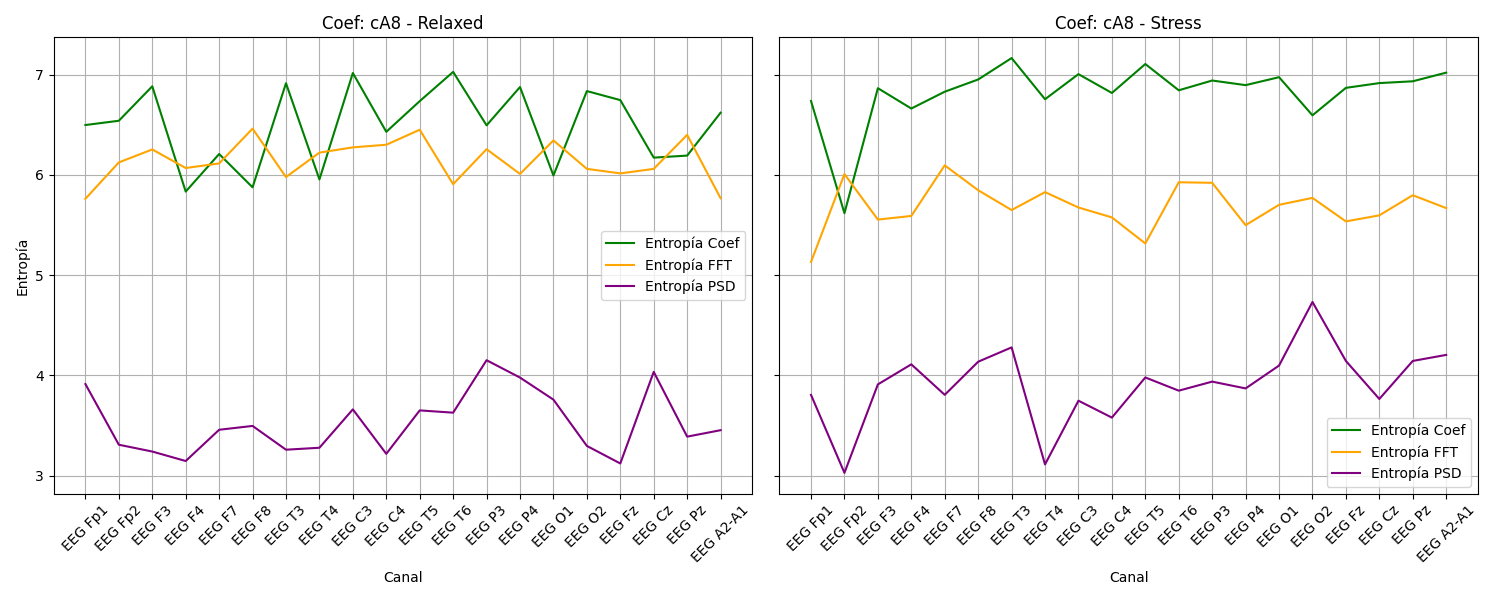 Coef: cA8 - Relaxed
Entropía
7
6
5
4
3
Entropía Coef
Entropía FFT
Entropía PSD
EEG Fp1
EEG Fp2
EEG F3
EEG F4
EEG F7
EEG F8
EEG T3
EEG T4
EEG C3
EEG C4
EEG T5
EEG T6
EEG P3
EEG P4
EEG O1
EEG O2
EEG Fz
EEG Cz
EEG Pz
EEG A2-A1
Canal
Coef: cA8 - Stress
Entropía Coef
Entropía FFT
Entropía PSD
EEG Fp1
EEG Fp2
EEG F3
EEG F4
EEG F7
EEG F8
EEG T3
EEG T4
EEG C3
EEG C4
EEG T5
EEG T6
EEG P3
EEG P4
EEG O1
EEG O2
EEG Fz
EEG Cz
EEG Pz
EEG A2-A1
Canal